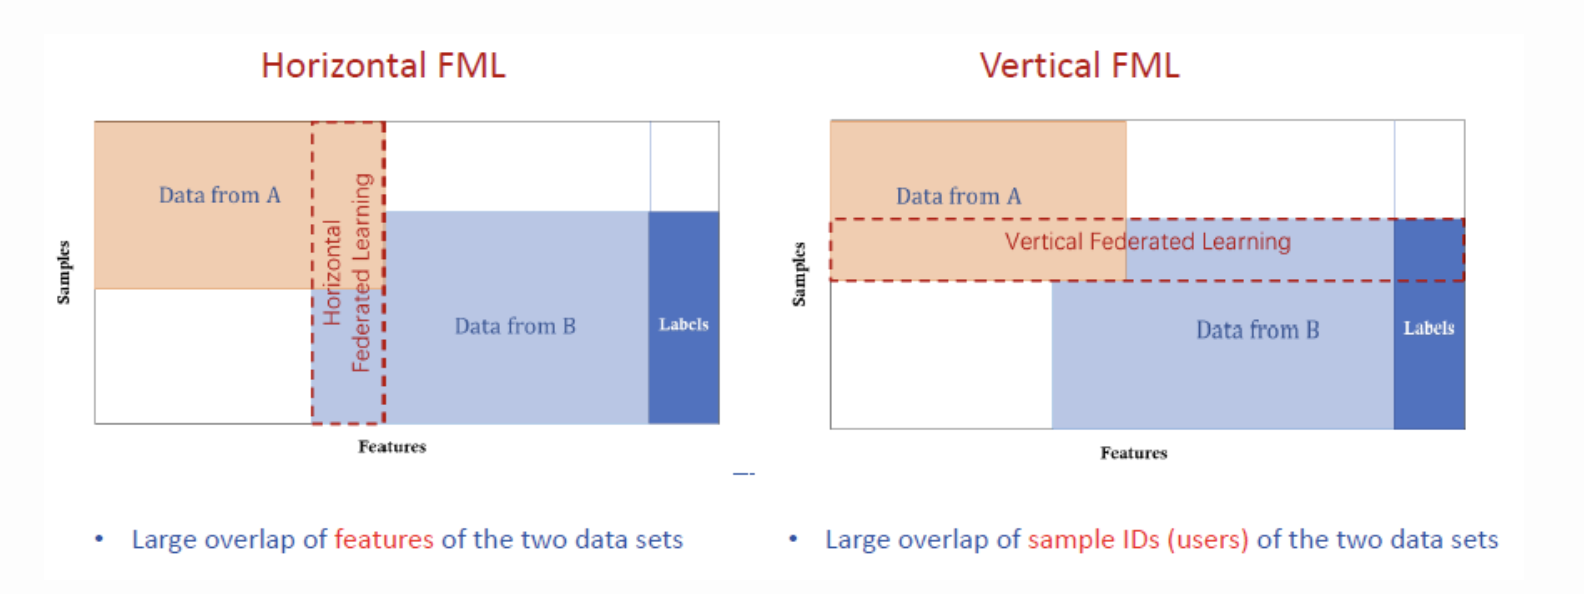 Horizontal FML
Data from A
Horizontal
Federated Learning
Data from B
Labels
Samples
Features
• Large overlap of features of the two data sets
Vertical FML
Data from A
Vertical Federated Learning
Data from B
Labels
Samples
Features
• Large overlap of sample IDs (users) of the two data sets